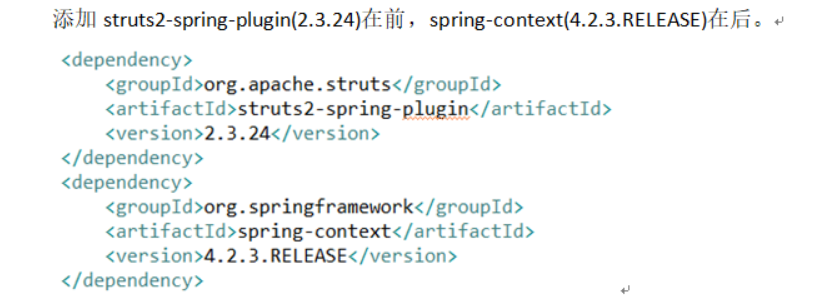 添加 struts2-spring-plugin(2.3.24)在前，spring-context(4.2.3.RELEASE)在后。
<dependency>
    <groupId>org.apache.struts</groupId>
    <artifactId>struts2-spring-plugin</artifactId>
    <version>2.3.24</version>
</dependency>
<dependency>
    <groupId>org.springframework</groupId>
    <artifactId>spring-context</artifactId>
    <version>4.2.3.RELEASE</version>
</dependency>